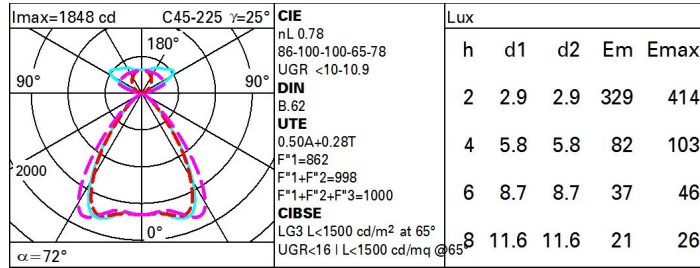 Imax=1848 cd C45-225 γ=25°
180°
90° 90°
2000
0°
α=72°
CIE
nL 0.78
86-100-100-65-78
UGR <10-10.9
DIN
B.62
UTE
0.50A+0.28T
F"1=862
F"1+F"2=998
F"1+F"2+F"3=1000
CIBSE
LG3 L<1500 cd/m² at 65°
UGR<16 | L<1500 cd/mq @65°
Lux
h d1 d2 Em Emax
2 2.9 2.9 329 414
4 5.8 5.8 82 103
6 8.7 8.7 37 46
8 11.6 11.6 21 26